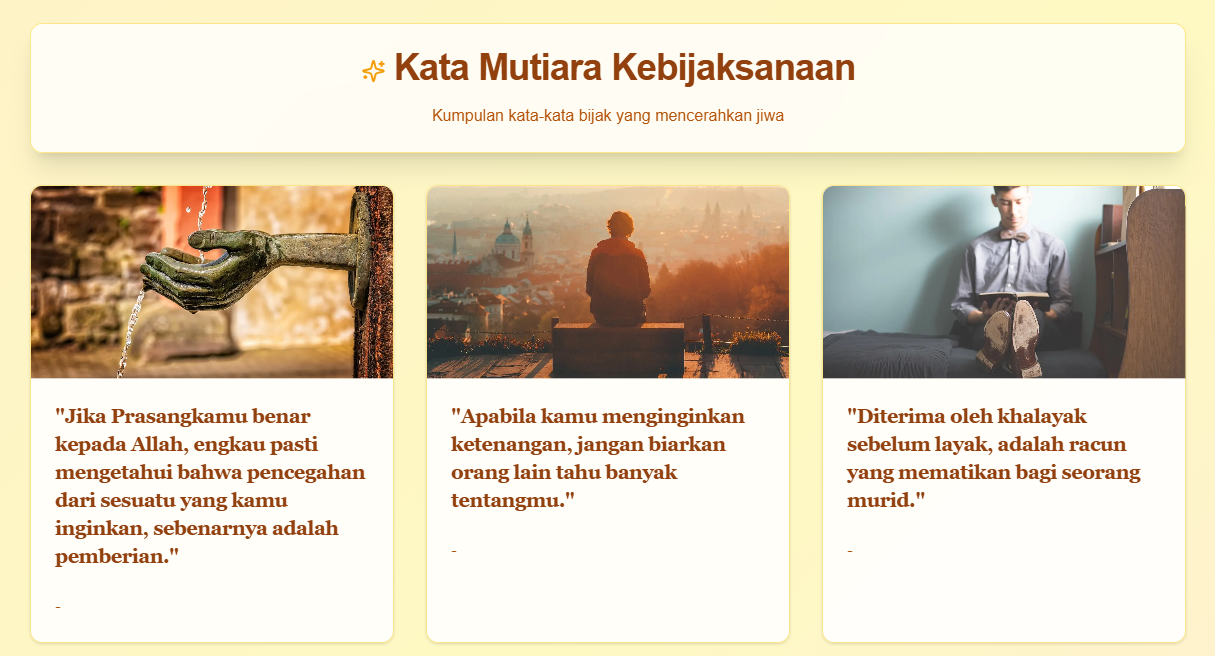 Kata Mutiara Kebijaksanaan
Kumpulan kata-kata bijak yang mencerahkan jiwa
"Jika Prasangkamu benar
kepada Allah, engkau pasti
mengetahui bahwa pencegahan
dari sesuatu yang kamu
inginkan, sebenarnya adalah
pemberian."
-
"Apabila kamu menginginkan
ketenangan, jangan biarkan
orang lain tahu banyak
tentangmu."
-
"Diterima oleh khalayak
sebelum layak, adalah racun
yang mematikan bagi seorang
murid."
-